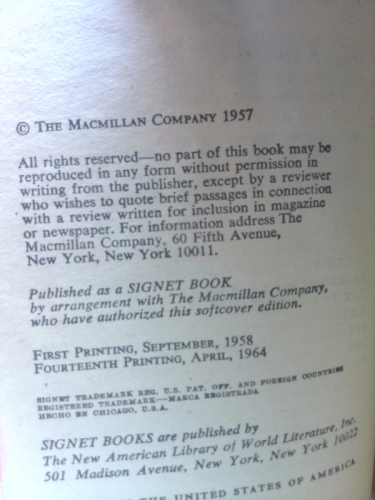 © THE MACMILLAN COMPANY 1957
All rights reserved—no part of this book may be
reproduced in any form without permission in
writing from the publisher, except by a reviewer
who wishes to quote brief passages in connection
with a review written for inclusion in magazine
or newspaper. For information address The
Macmillan Company, 60 Fifth Avenue,
New York, New York 10011.
Published as a SIGNET BOOK
by arrangement with The Macmillan Company,
who have authorized this softcover edition.
FIRST PRINTING, SEPTEMBER, 1958
FOURTEENTH PRINTING, APRIL, 1964
SIGNET TRADEMARK REG. U.S. PAT. OFF. AND FOREIGN COUNTRIES
REGISTERED TRADEMARK—MARCA REGISTRADA
HECHO EN CHICAGO, U.S.A.
SIGNET BOOKS are published by
The New American Library of World Literature, Inc.
501 Madison Avenue, New York, New York 10022
THE UNITED STATES OF AMERICA